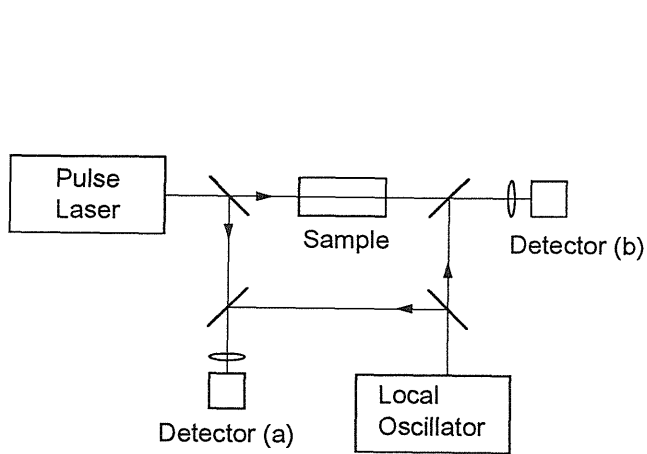 Pulse
Laser
Sample
Detector (b)
Detector (a)
Local
Oscillator